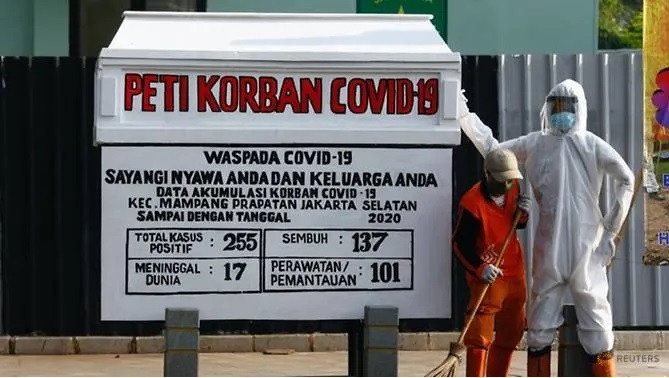 PETI KORBAN COVID-19
WASPADA COVID-19
SAYANGI NYAWA ANDA DAN KELUARGA ANDA
DATA AKUMULASI KORBAN COVID-19
KEC. MAMPANG PRAPATAN JAKARTA SELATAN
SAMPAI DENGAN TANGGAL 2020
TOTAL KASUS POSITIF : 255
SEMBUH : 137
MENINGGAL DUNIA : 17
PERAWATAN/ PEMANTAUAN : 101
REUTERS